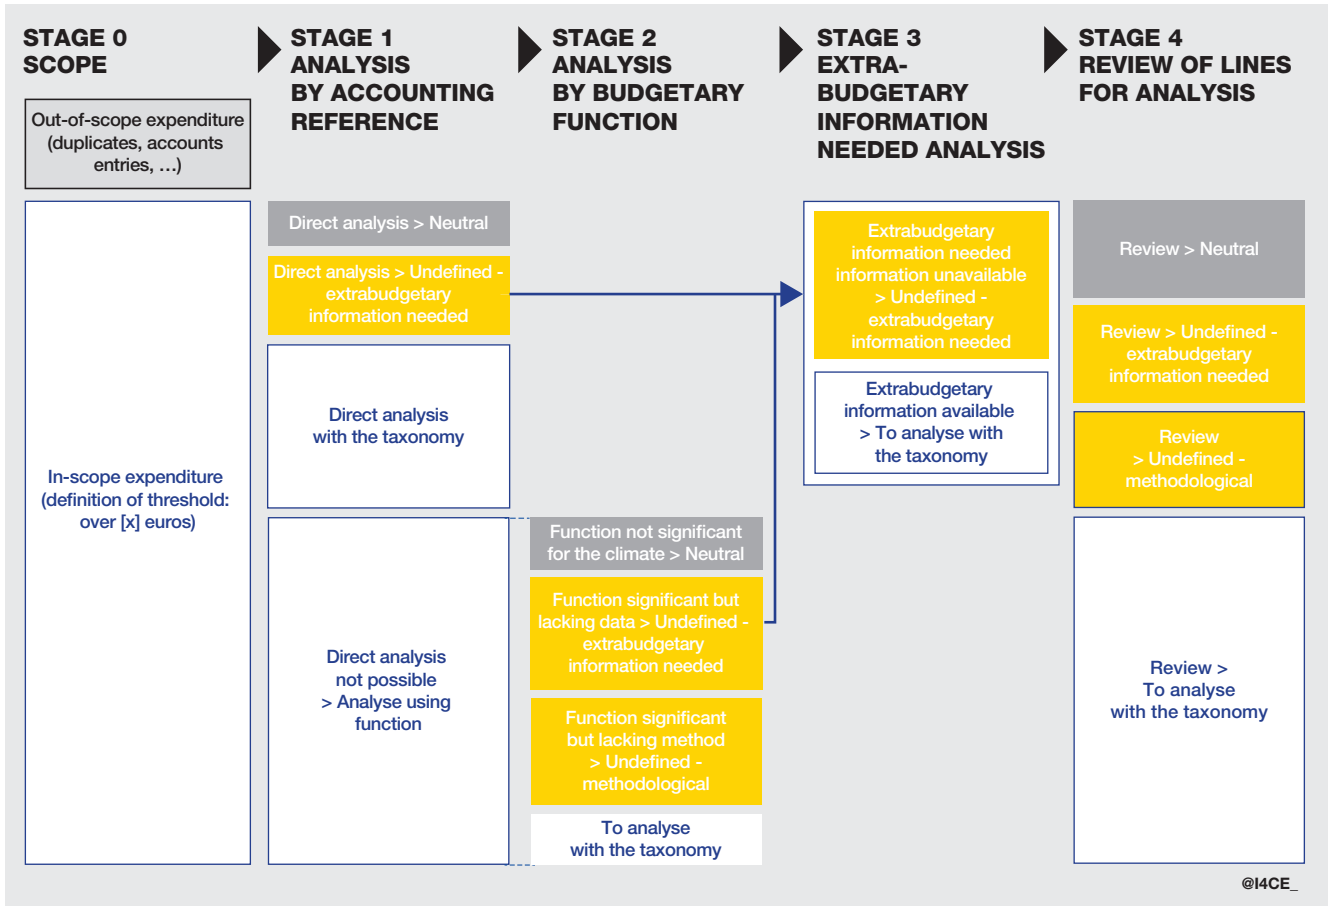 STAGE 0
SCOPE
Out-of-scope expenditure
(duplicates, accounts
entries, ...)
In-scope expenditure
(definition of threshold:
over [x] euros)
STAGE 1
ANALYSIS
BY ACCOUNTING
REFERENCE
Direct analysis > Neutral
Direct analysis > Undefined -
extrabudgetary
information needed
Direct analysis
with the taxonomy
Direct analysis
not possible
> Analyse using
function
STAGE 2
ANALYSIS
BY BUDGETARY
FUNCTION
Function not significant
for the climate > Neutral
Function significant but
lacking data > Undefined -
extrabudgetary
information needed
Function significant
but lacking method
> Undefined -
methodological
To analyse
with the taxonomy
STAGE 3
EXTRA-
BUDGETARY
INFORMATION
NEEDED ANALYSIS
Extrabudgetary
information needed
information unavailable
> Undefined -
extrabudgetary
information needed
Extrabudgetary
information available
> To analyse with
the taxonomy
STAGE 4
REVIEW OF LINES
FOR ANALYSIS
Review > Neutral
Review > Undefined -
extrabudgetary
information needed
Review
> Undefined -
methodological
Review >
To analyse
with the taxonomy
@I4CE_